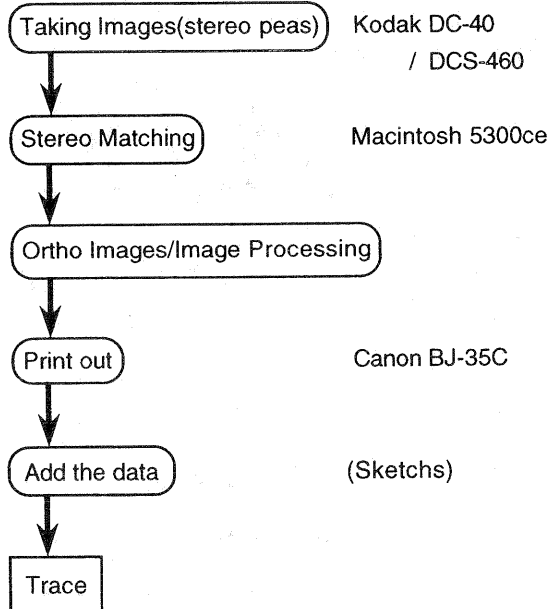 Taking Images(stereo peas) Kodak DC-40
/ DCS-460
Stereo Matching Macintosh 5300ce
Ortho Images/Image Processing
Print out Canon BJ-35C
Add the data (Sketchs)
Trace